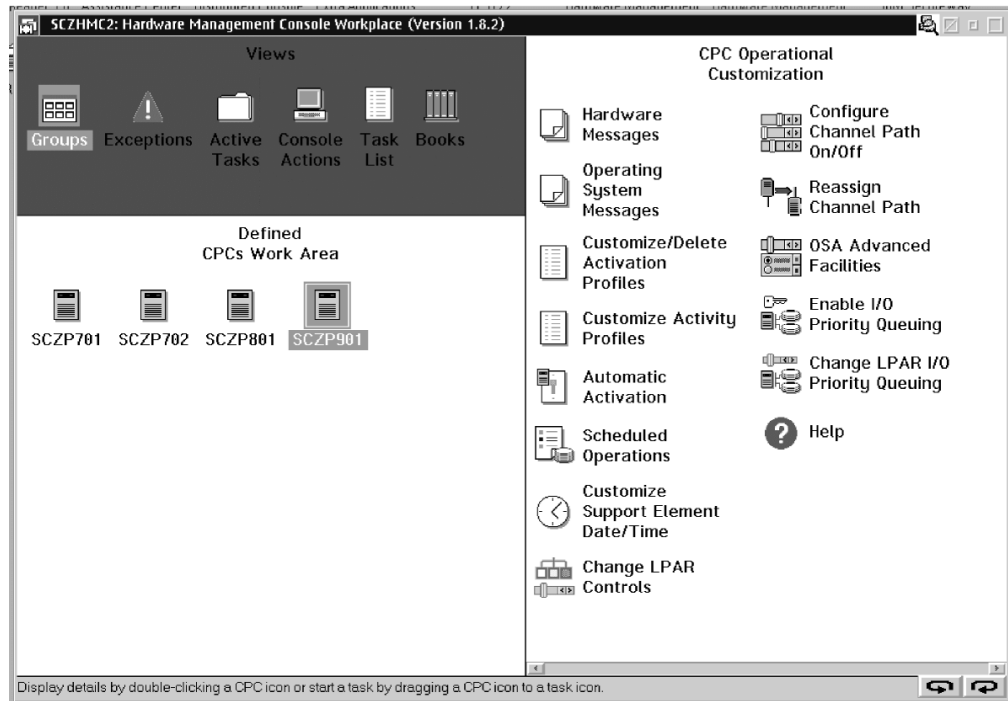 SCZHMC2: Hardware Management Console Workplace (Version 1.8.2)
Views
Groups
Exceptions
Active
Tasks
Console
Actions
Task
List
Books
Defined
CPCs Work Area
SCZP701
SCZP702
SCZP801
SCZP901
CPC Operational
Customization
Hardware
Messages
Operating
System
Messages
Customize/Delete
Activation
Profiles
Customize Activity
Profiles
Automatic
Activation
Scheduled
Operations
Customize
Support Element
Date/Time
Change LPAR
Controls
Configure
Channel Path
On/Off
Reassign
Channel Path
OSA Advanced
Facilities
Enable I/O
Priority Queuing
Change LPAR I/O
Priority Queuing
Help
Display details by double-clicking a CPC icon or start a task by dragging a CPC icon to a task icon.